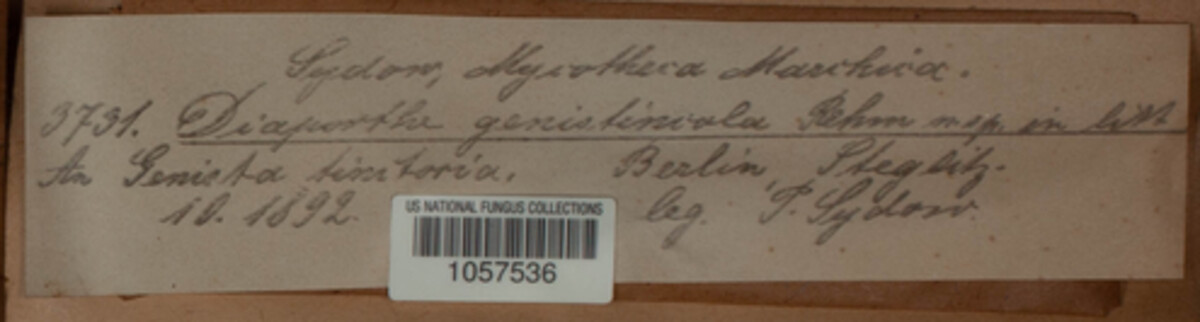 Sydow, Mycotheca Marchica.
3731. Diaporthe genistincola Rehm nsp. in litt
An Genista tinctoria. Berlin, Steglitz.
10. 1892. leg. P. Sydow.
US NATIONAL FUNGUS COLLECTIONS
1057536